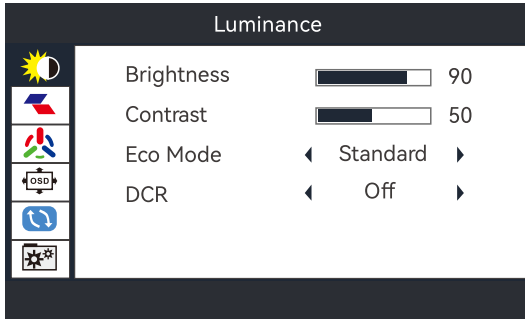 Luminance
Brightness 90
Contrast 50
Eco Mode Standard
DCR Off
OSD